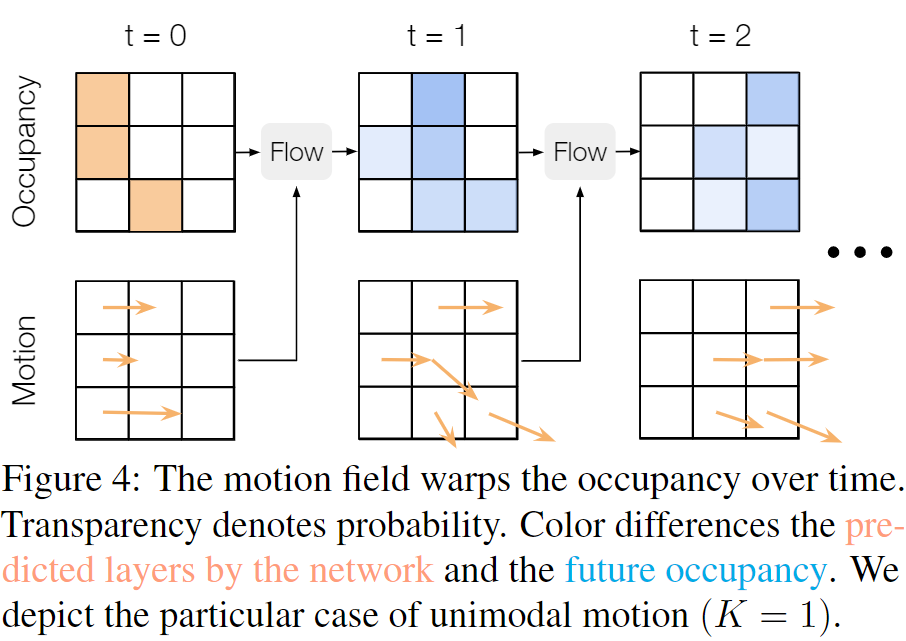 t = 0 t = 1 t = 2
Occupancy
Flow Flow
Motion
Figure 4: The motion field warps the occupancy over time.
Transparency denotes probability. Color differences the pre-
dicted layers by the network and the future occupancy. We
depict the particular case of unimodal motion (K = 1).